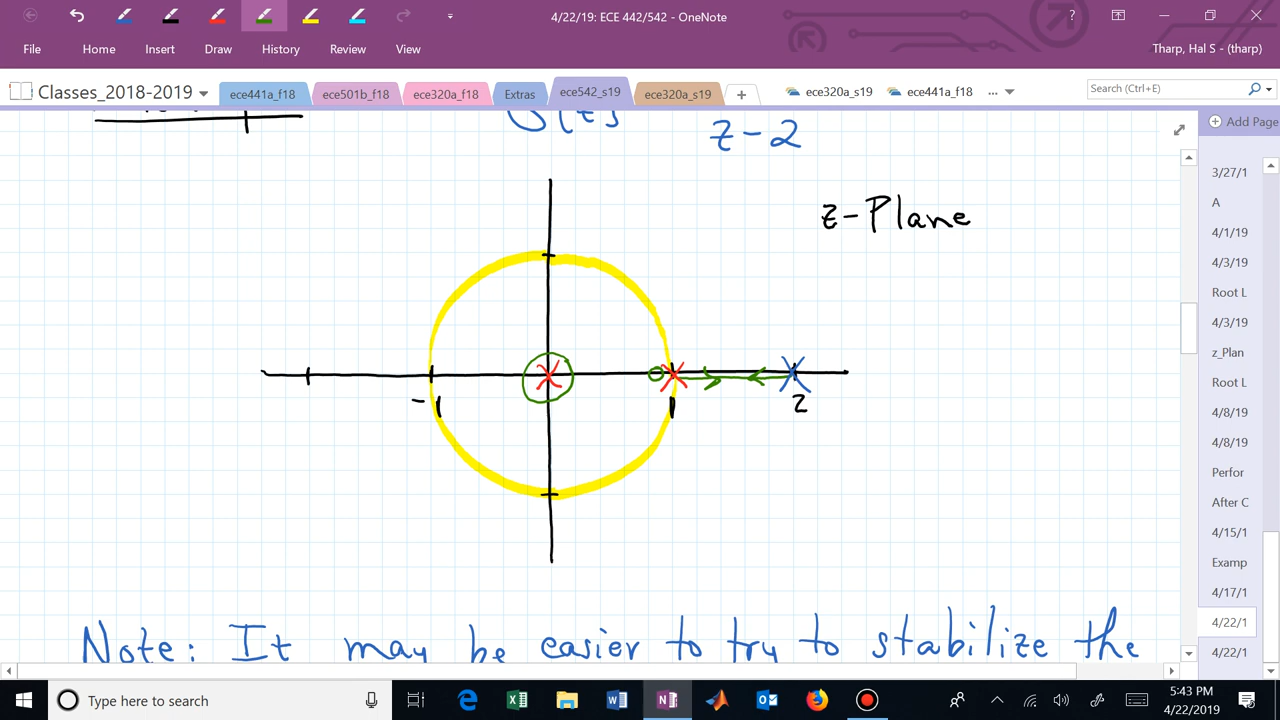 4/22/19: ECE 442/542 - OneNote
?
File
Home
Insert
Draw
History
Review
View
Tharp, Hal S - (tharp)
Classes_2018-2019
ece441a_f18
ece501b_f18
ece320a_f18
Extras
ece542_s19
ece320a_s19
+
ece320a_s19
ece441a_f18
...
Search (Ctrl+E)
Add Page
3/27/1
A
4/1/19
4/3/19
Root L
4/3/19
z_Plan
Root L
4/8/19
4/8/19
Perfor
After C
4/15/1
Examp
4/17/1
4/22/1
4/22/1
z-2
z-Plane
-1
1
2
Note: It may be easier to try to stabilize the
Type here to search
5:43 PM
4/22/2019